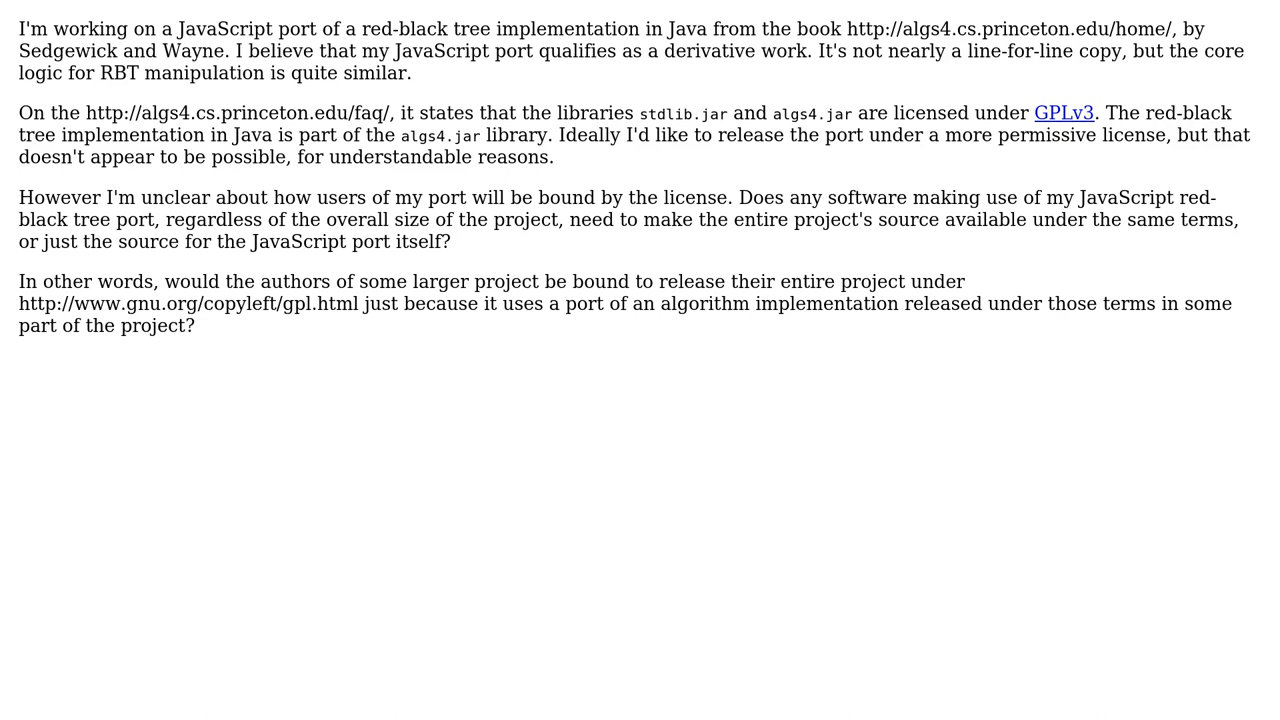 I'm working on a JavaScript port of a red-black tree implementation in Java from the book http://algs4.cs.princeton.edu/home/, by
Sedgewick and Wayne. I believe that my JavaScript port qualifies as a derivative work. It's not nearly a line-for-line copy, but the core
logic for RBT manipulation is quite similar.
On the http://algs4.cs.princeton.edu/faq/, it states that the libraries stdlib.jar and algs4.jar are licensed under GPLv3. The red-black
tree implementation in Java is part of the algs4.jar library. Ideally I'd like to release the port under a more permissive license, but that
doesn't appear to be possible, for understandable reasons.
However I'm unclear about how users of my port will be bound by the license. Does any software making use of my JavaScript red-
black tree port, regardless of the overall size of the project, need to make the entire project's source available under the same terms,
or just the source for the JavaScript port itself?
In other words, would the authors of some larger project be bound to release their entire project under
http://www.gnu.org/copyleft/gpl.html just because it uses a port of an algorithm implementation released under those terms in some
part of the project?